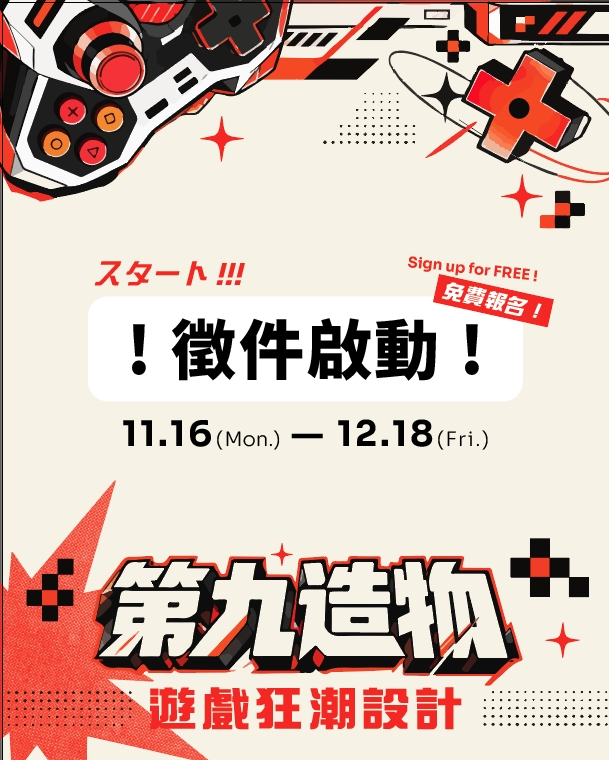 スタート !!!
Sign up for FREE !
免費報名！
！徵件啟動！
11.16(Mon.) — 12.18(Fri.)
第九造物
遊戲狂潮設計